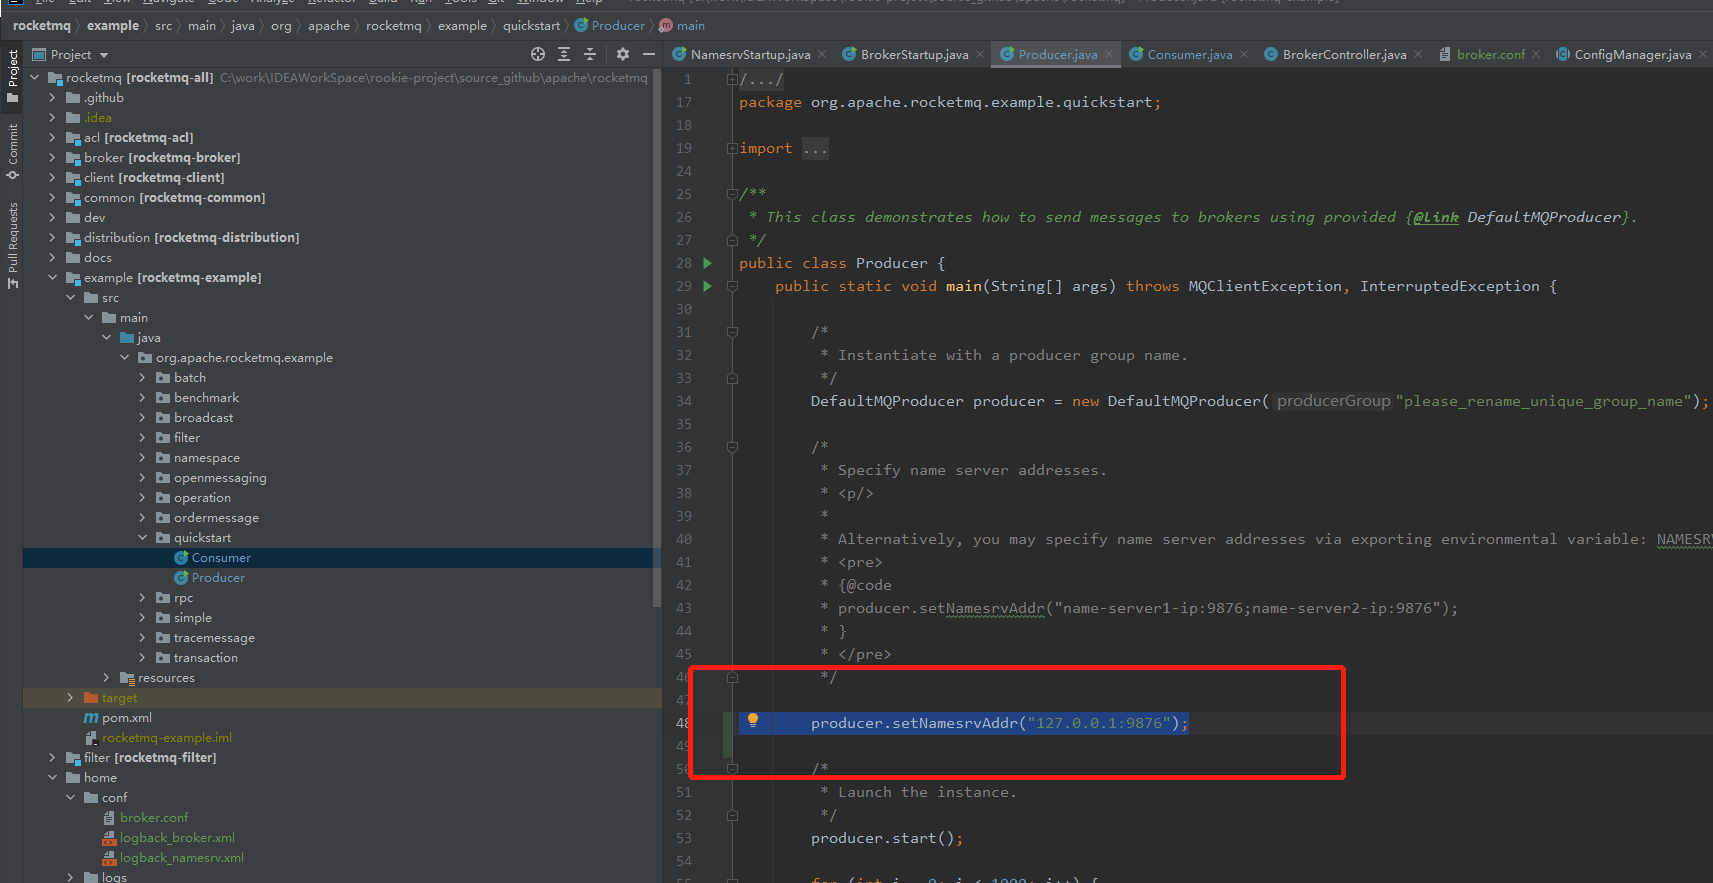 rocketmq example src main java org apache rocketmq example quickstart Producer main
Project
Commit
Pull Requests
Project
rocketmq [rocketmq-all] C:\work\IDEAWorkSpace\rookie-project\source_github\apache\rocketmq
.github
.idea
acl [rocketmq-acl]
broker [rocketmq-broker]
client [rocketmq-client]
common [rocketmq-common]
dev
distribution [rocketmq-distribution]
docs
example [rocketmq-example]
src
main
java
org.apache.rocketmq.example
batch
benchmark
broadcast
filter
namespace
openmessaging
operation
ordermessage
quickstart
Consumer
Producer
rpc
simple
tracemessage
transaction
resources
target
pom.xml
rocketmq-example.iml
filter [rocketmq-filter]
home
conf
broker.conf
logback_broker.xml
logback_namesrv.xml
logs
NamesrvStartup.java BrokerStartup.java Producer.java Consumer.java BrokerController.java broker.conf ConfigManager.java
1 /.../
17 package org.apache.rocketmq.example.quickstart;
18
19 import ...
24
25 /**
26 * This class demonstrates how to send messages to brokers using provided {@link DefaultMQProducer}.
27 */
28 public class Producer {
29 public static void main(String[] args) throws MQClientException, InterruptedException {
30
31 /*
32 * Instantiate with a producer group name.
33 */
34 DefaultMQProducer producer = new DefaultMQProducer( producerGroup "please_rename_unique_group_name");
35
36 /*
37 * Specify name server addresses.
38 * <p/>
39 *
40 * Alternatively, you may specify name server addresses via exporting environmental variable: NAMESRV
41 * <pre>
42 * {@code
43 * producer.setNamesrvAddr("name-server1-ip:9876;name-server2-ip:9876");
44 * }
45 * </pre>
46 */
47
48 producer.setNamesrvAddr("127.0.0.1:9876");
49
50 /*
51 * Launch the instance.
52 */
53 producer.start();
54
55 for (int i = 0; i < 1000; i++) {